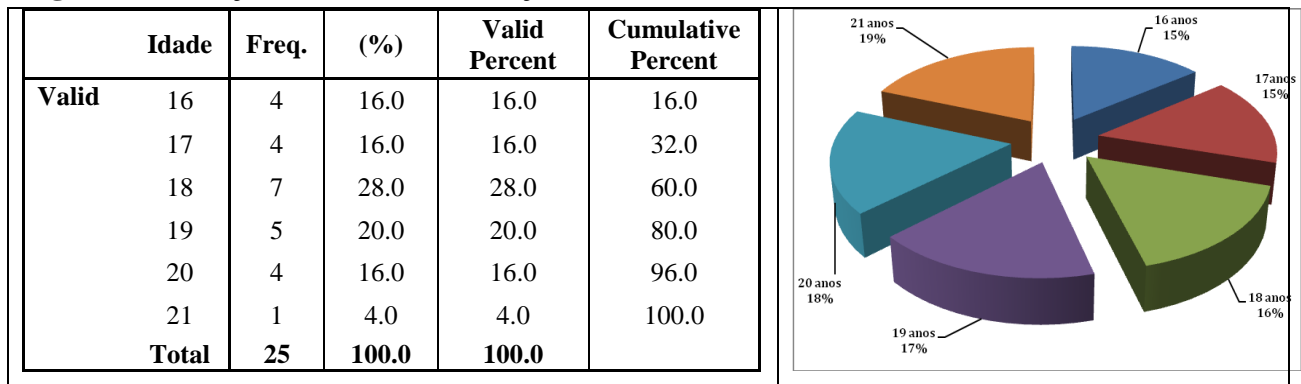 Idade Freq. (%) Valid Percent Cumulative Percent
Valid 16 4 16.0 16.0 16.0
17 4 16.0 16.0 32.0
18 7 28.0 28.0 60.0
19 5 20.0 20.0 80.0
20 4 16.0 16.0 96.0
21 1 4.0 4.0 100.0
Total 25 100.0 100.0
21 anos
19%
16 anos
15%
17anos
15%
20 anos
18%
18 anos
16%
19 anos
17%